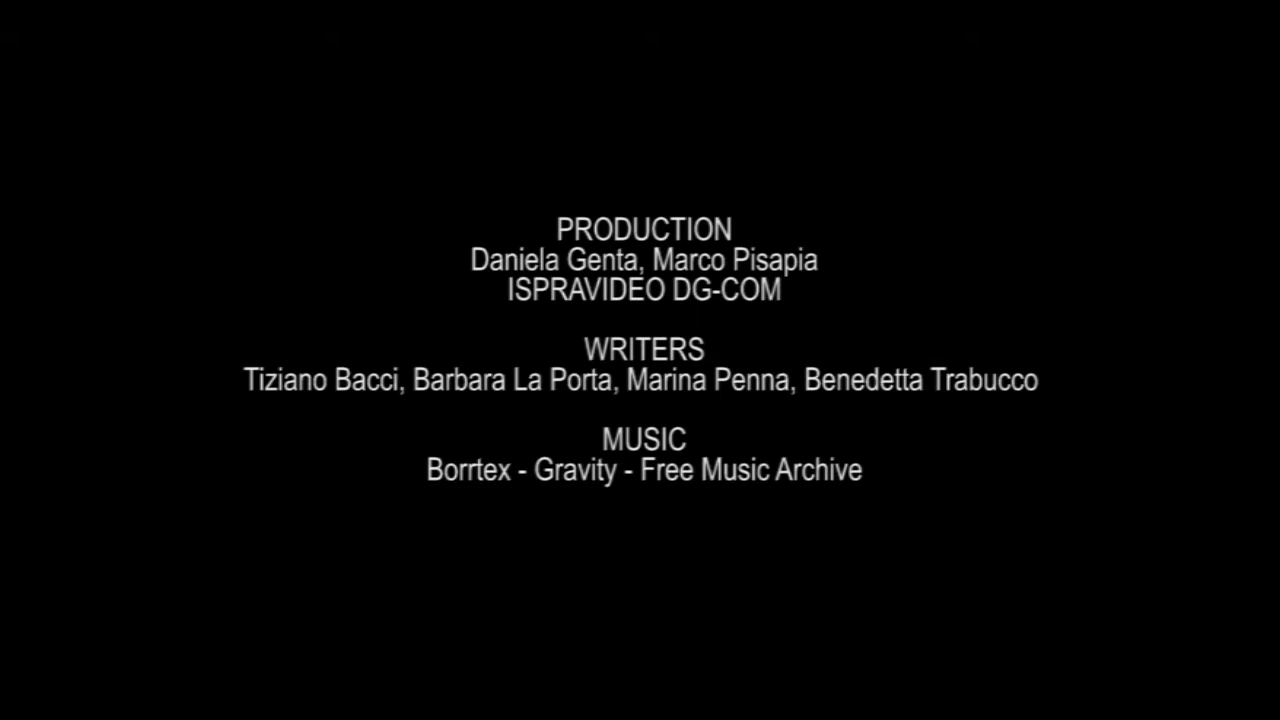 PRODUCTION
Daniela Genta, Marco Pisapia
ISPRAVIDEO DG-COM
WRITERS
Tiziano Bacci, Barbara La Porta, Marina Penna, Benedetta Trabucco
MUSIC
Borrtex - Gravity - Free Music Archive